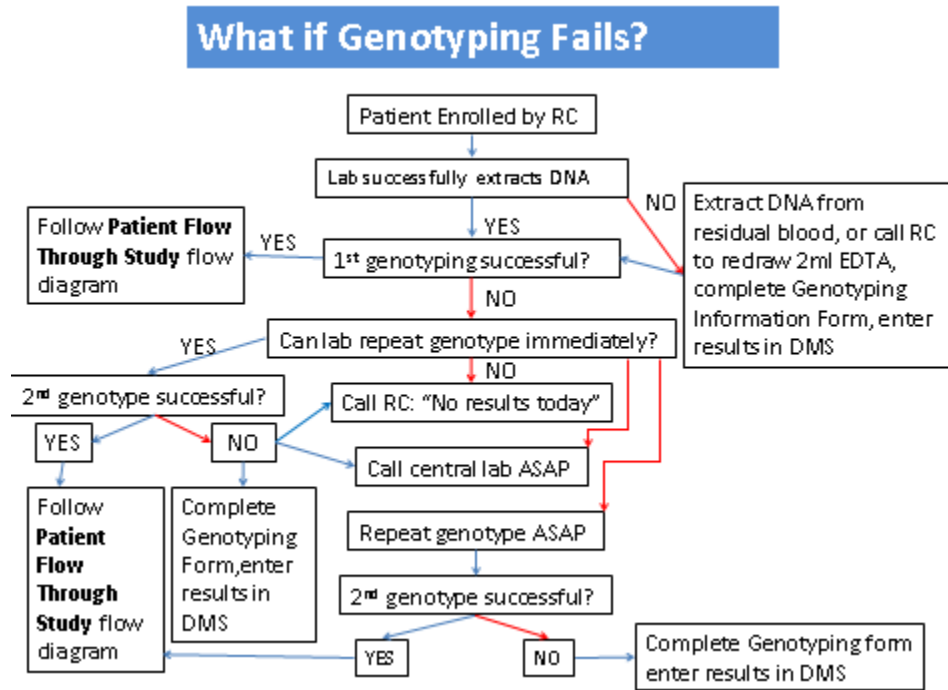 What if Genotyping Fails?
Patient Enrolled by RC
Lab successfully extracts DNA
NO
Extract DNA from
residual blood, or call RC
to redraw 2ml EDTA,
complete Genotyping
Information Form, enter
results in DMS
YES
Follow Patient Flow
Through Study flow
diagram
YES
1st genotyping successful?
NO
Can lab repeat genotype immediately?
YES
NO
2nd genotype successful?
Call RC: “No results today”
YES
NO
Call central lab ASAP
Follow
Patient
Flow
Through
Study flow
diagram
Complete
Genotyping
Form,enter
results in
DMS
Repeat genotype ASAP
2nd genotype successful?
YES
NO
Complete Genotyping form
enter results in DMS